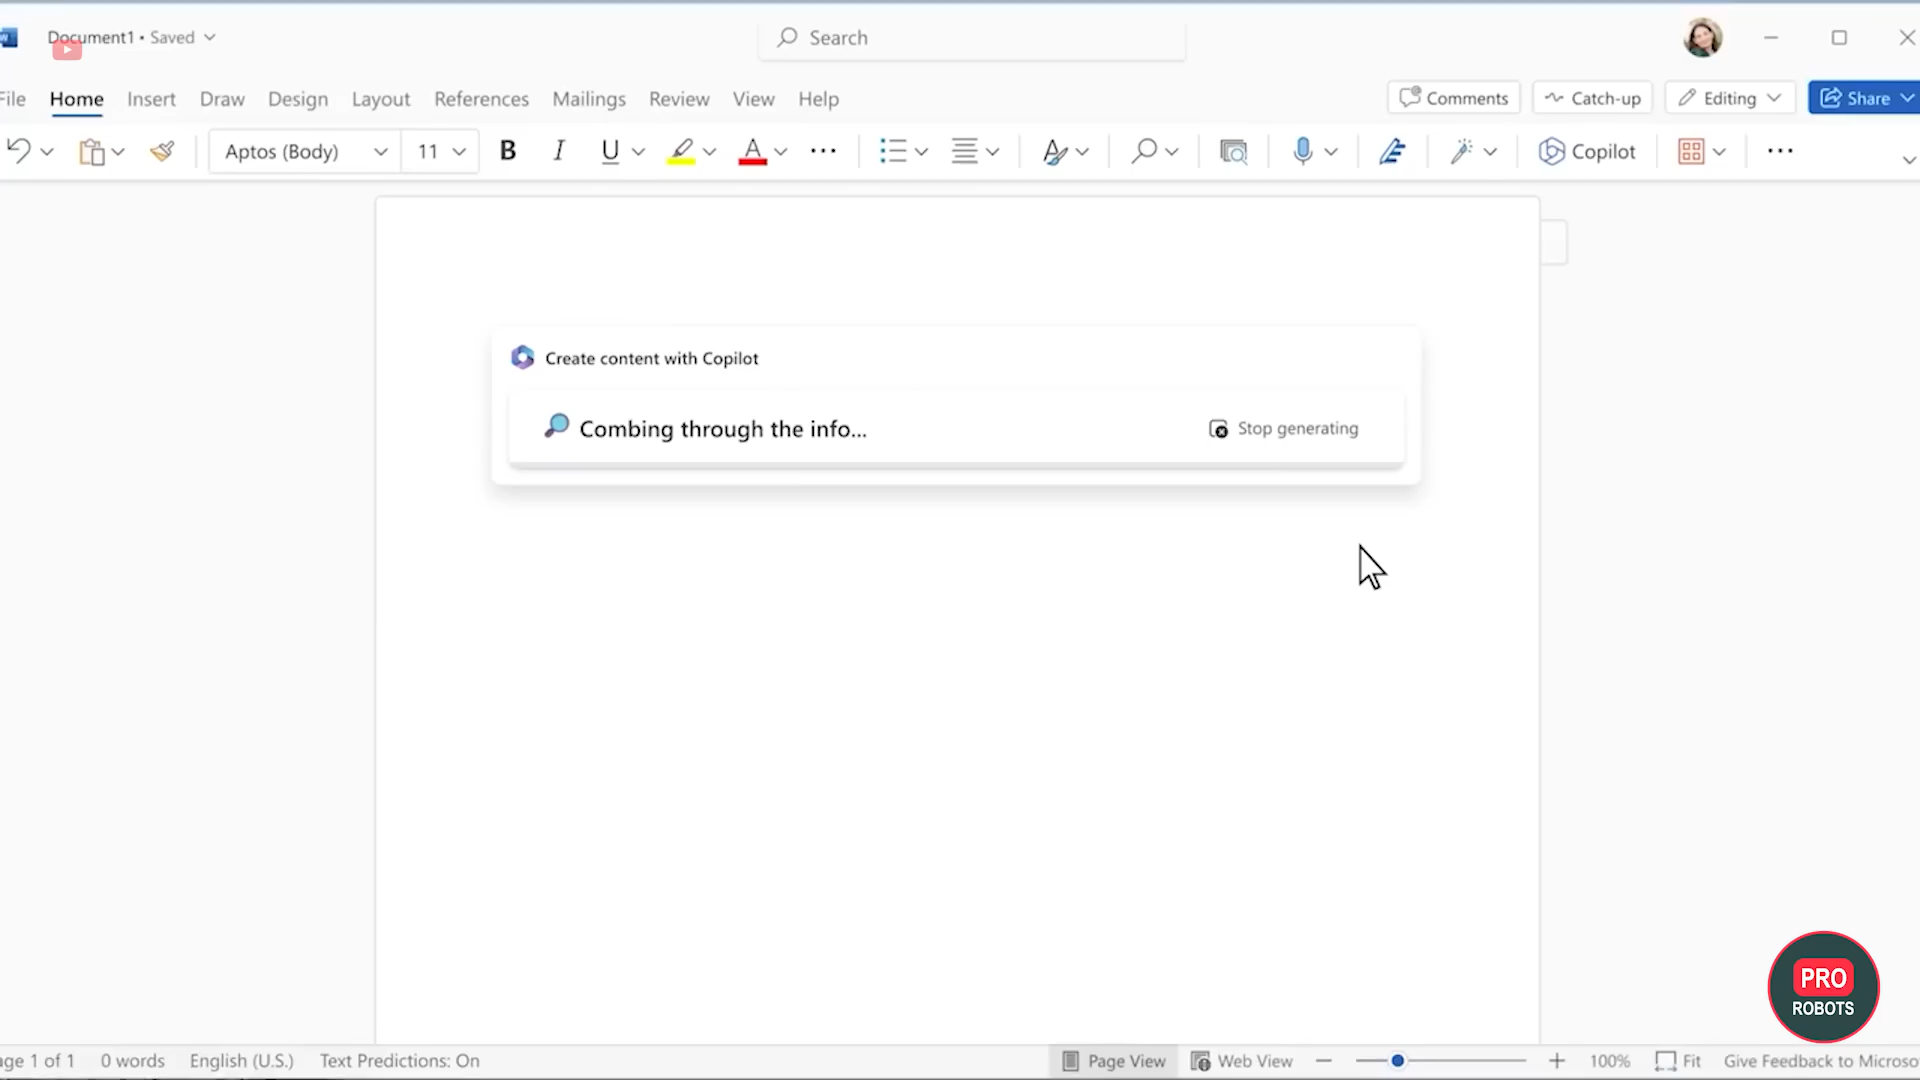 Document1 • Saved
Search
File Home Insert Draw Design Layout References Mailings Review View Help
Comments Catch-up Editing Share
Aptos (Body) 11 B I U A Copilot
Create content with Copilot
Combing through the info...
Stop generating
PRO
ROBOTS
age 1 of 1 0 words English (U.S.) Text Predictions: On Page View Web View 100% Fit Give Feedback to Microso